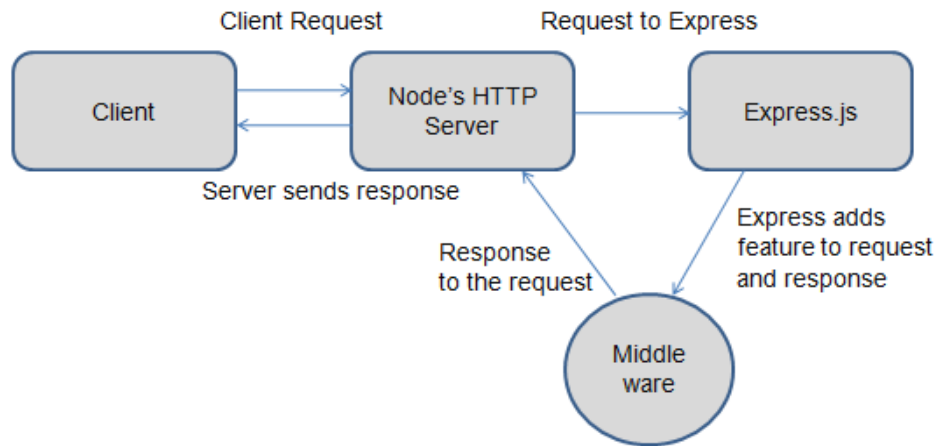 Client Request
Request to Express
Client
Node's HTTP
Server
Express.js
Server sends response
Response
to the request
Express adds
feature to request
and response
Middle
ware